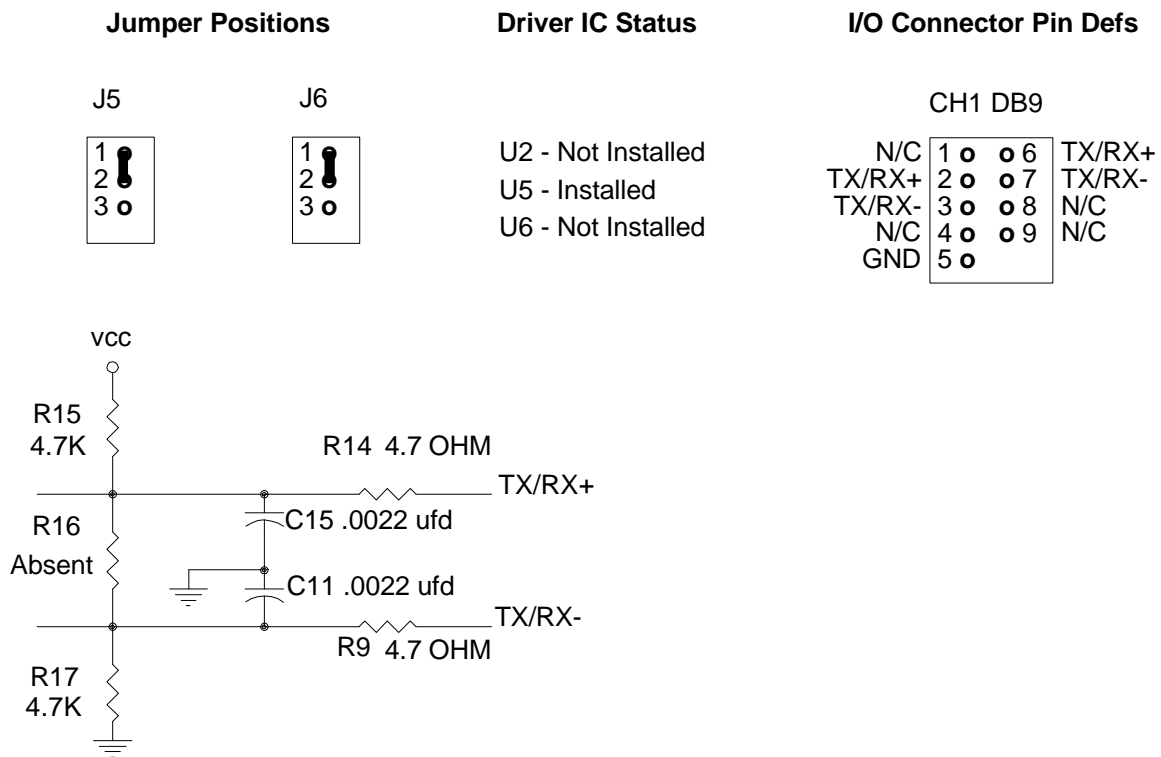 Jumper Positions
Driver IC Status
I/O Connector Pin Defs
J5
1
2
3
J6
1
2
3
U2 - Not Installed
U5 - Installed
U6 - Not Installed
CH1 DB9
N/C 1 o o 6 TX/RX+
TX/RX+ 2 o o 7 TX/RX-
TX/RX- 3 o o 8 N/C
N/C 4 o o 9 N/C
GND 5 o
vcc
R15
4.7K
R14 4.7 OHM
TX/RX+
R16
Absent
C15 .0022 ufd
C11 .0022 ufd
TX/RX-
R9 4.7 OHM
R17
4.7K